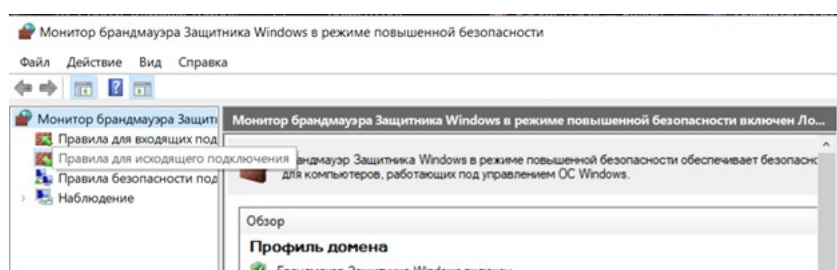 Монитор брандмауэра Защитника Windows в режиме повышенной безопасности
Файл Действие Вид Справка
Монитор брандмауэра Защит
Монитор брандмауэра Защитника Windows в режиме повышенной безопасности включен Ло...
Правила для входящих под
Правила для исходящего подключения
Правила безопасности под
Наблюдение
андмауэр Защитника Windows в режиме повышенной безопасности обеспечивает безопасно
для компьютеров, работающих под управлением ОС Windows.
Обзор
Профиль домена